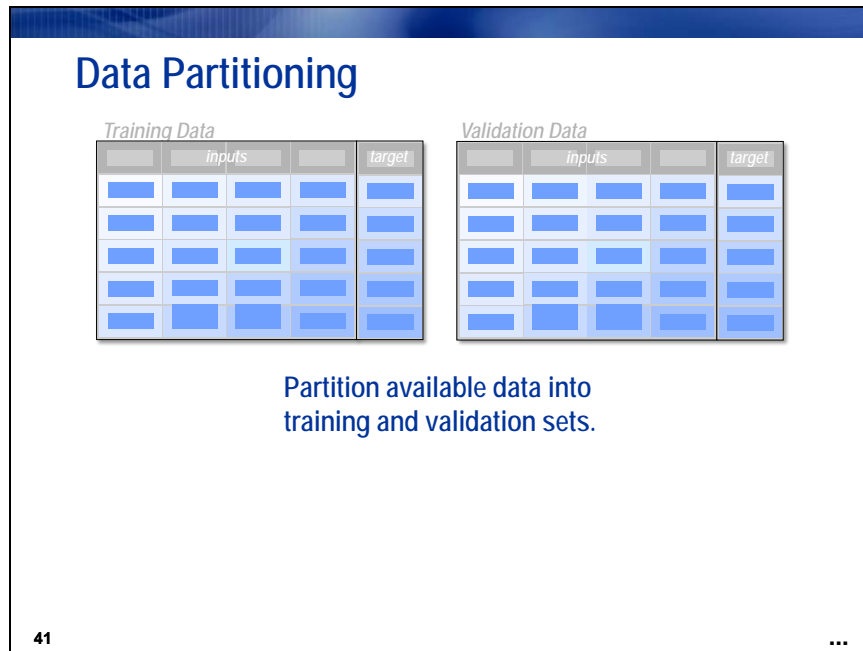 Data Partitioning
Training Data
Validation Data
inputs target
inputs target
Partition available data into
training and validation sets.
41
...